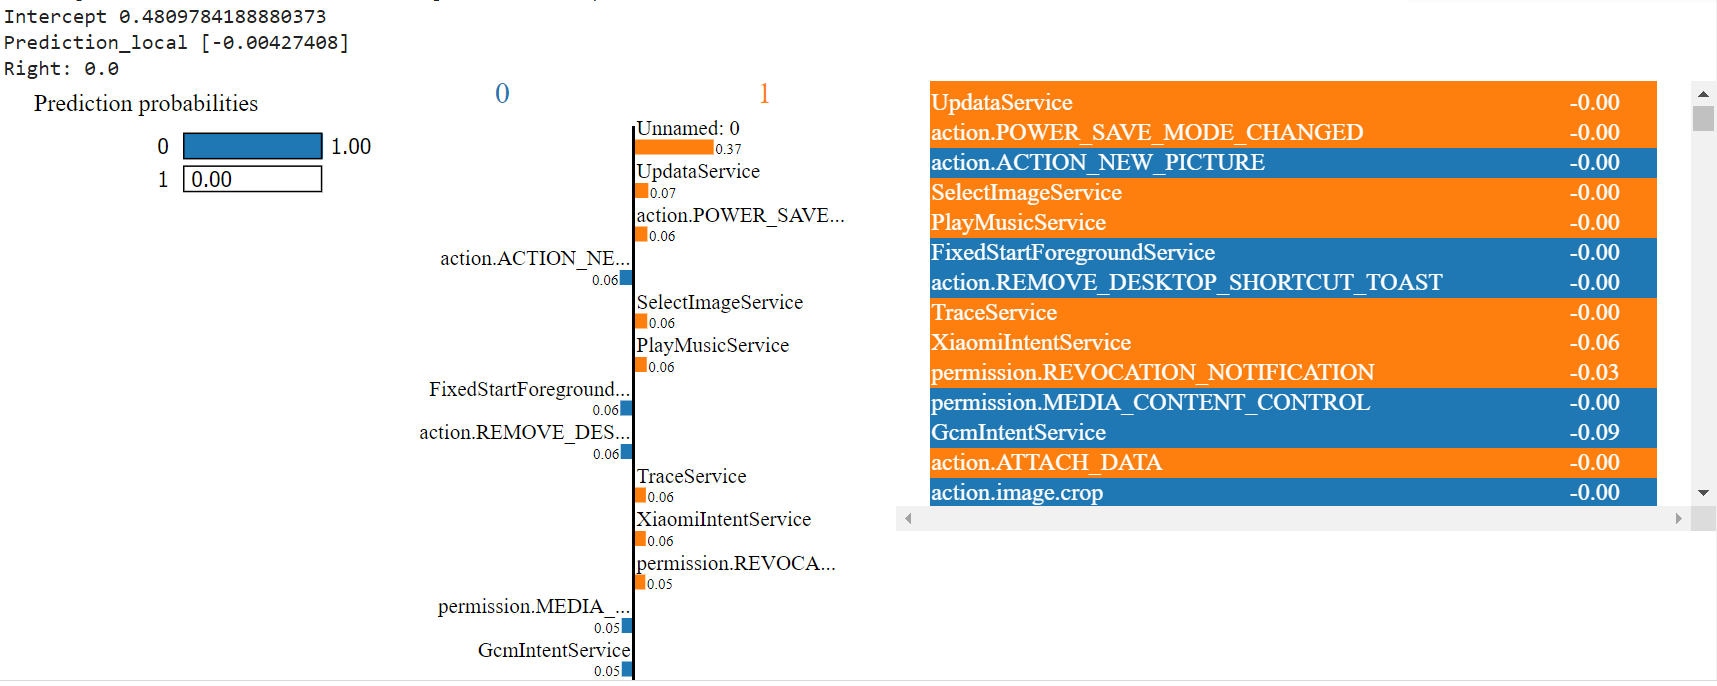 Intercept 0.4809784188880373
Prediction_local [-0.00427408]
Right: 0.0
Prediction probabilities
0 1.00
1 0.00
0 1
Unnamed: 0
0.37
UpdataService
0.07
action.POWER_SAVE...
0.06
action.ACTION_NE...
0.06
SelectImageService
0.06
PlayMusicService
0.06
FixedStartForeground...
0.06
action.REMOVE_DES...
0.06
TraceService
0.06
XiaomiIntentService
0.06
permission.REVOCA...
0.05
permission.MEDIA_...
0.05
GcmIntentService
0.05
UpdataService -0.00
action.POWER_SAVE_MODE_CHANGED -0.00
action.ACTION_NEW_PICTURE -0.00
SelectImageService -0.00
PlayMusicService -0.00
FixedStartForegroundService -0.00
action.REMOVE_DESKTOP_SHORTCUT_TOAST -0.00
TraceService -0.00
XiaomiIntentService -0.06
permission.REVOCATION_NOTIFICATION -0.03
permission.MEDIA_CONTENT_CONTROL -0.00
GcmIntentService -0.09
action.ATTACH_DATA -0.00
action.image.crop -0.00